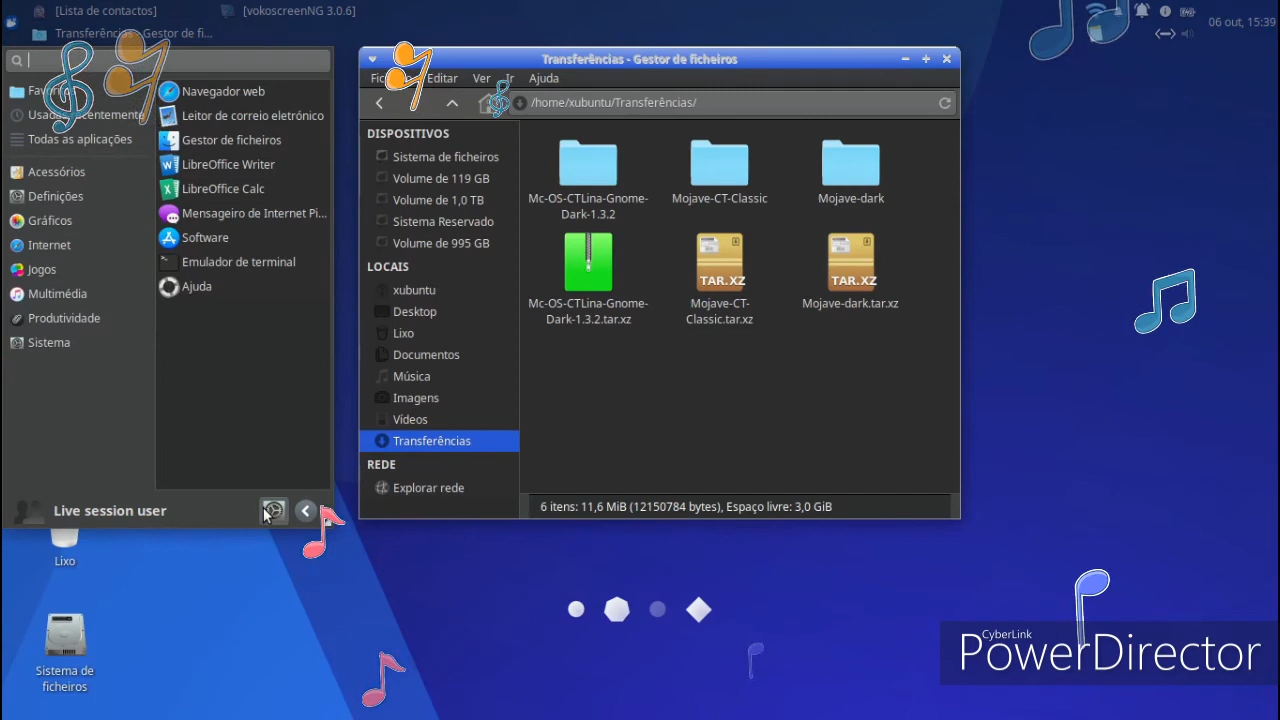 [Lista de contactos]
[vokoscreenNG 3.0.6]
Transferências - Gestor de fi...
06 out, 15:39
Usados recentemente
Todas as aplicações
Acessórios
Definições
Gráficos
Internet
Jogos
Multimédia
Produtividade
Sistema
Navegador web
Leitor de correio eletrónico
Gestor de ficheiros
LibreOffice Writer
LibreOffice Calc
Mensageiro de Internet Pi...
Software
Emulador de terminal
Ajuda
Live session user
Transferências - Gestor de ficheiros
Editar
Ver
Ir
Ajuda
/home/xubuntu/Transferências/
DISPOSITIVOS
Sistema de ficheiros
Volume de 119 GB
Volume de 1,0 TB
Sistema Reservado
Volume de 995 GB
LOCAIS
xubuntu
Desktop
Lixo
Documentos
Música
Imagens
Vídeos
Transferências
REDE
Explorar rede
Mc-OS-CTLina-Gnome-
Dark-1.3.2
Mojave-CT-Classic
Mojave-dark
TAR.XZ
TAR.XZ
Mc-OS-CTLina-Gnome-
Dark-1.3.2.tar.xz
Mojave-CT-
Classic.tar.xz
Mojave-dark.tar.xz
6 itens: 11,6 MiB (12150784 bytes), Espaço livre: 3,0 GiB
Lixo
Sistema de
ficheiros
CyberLink
PowerDirector